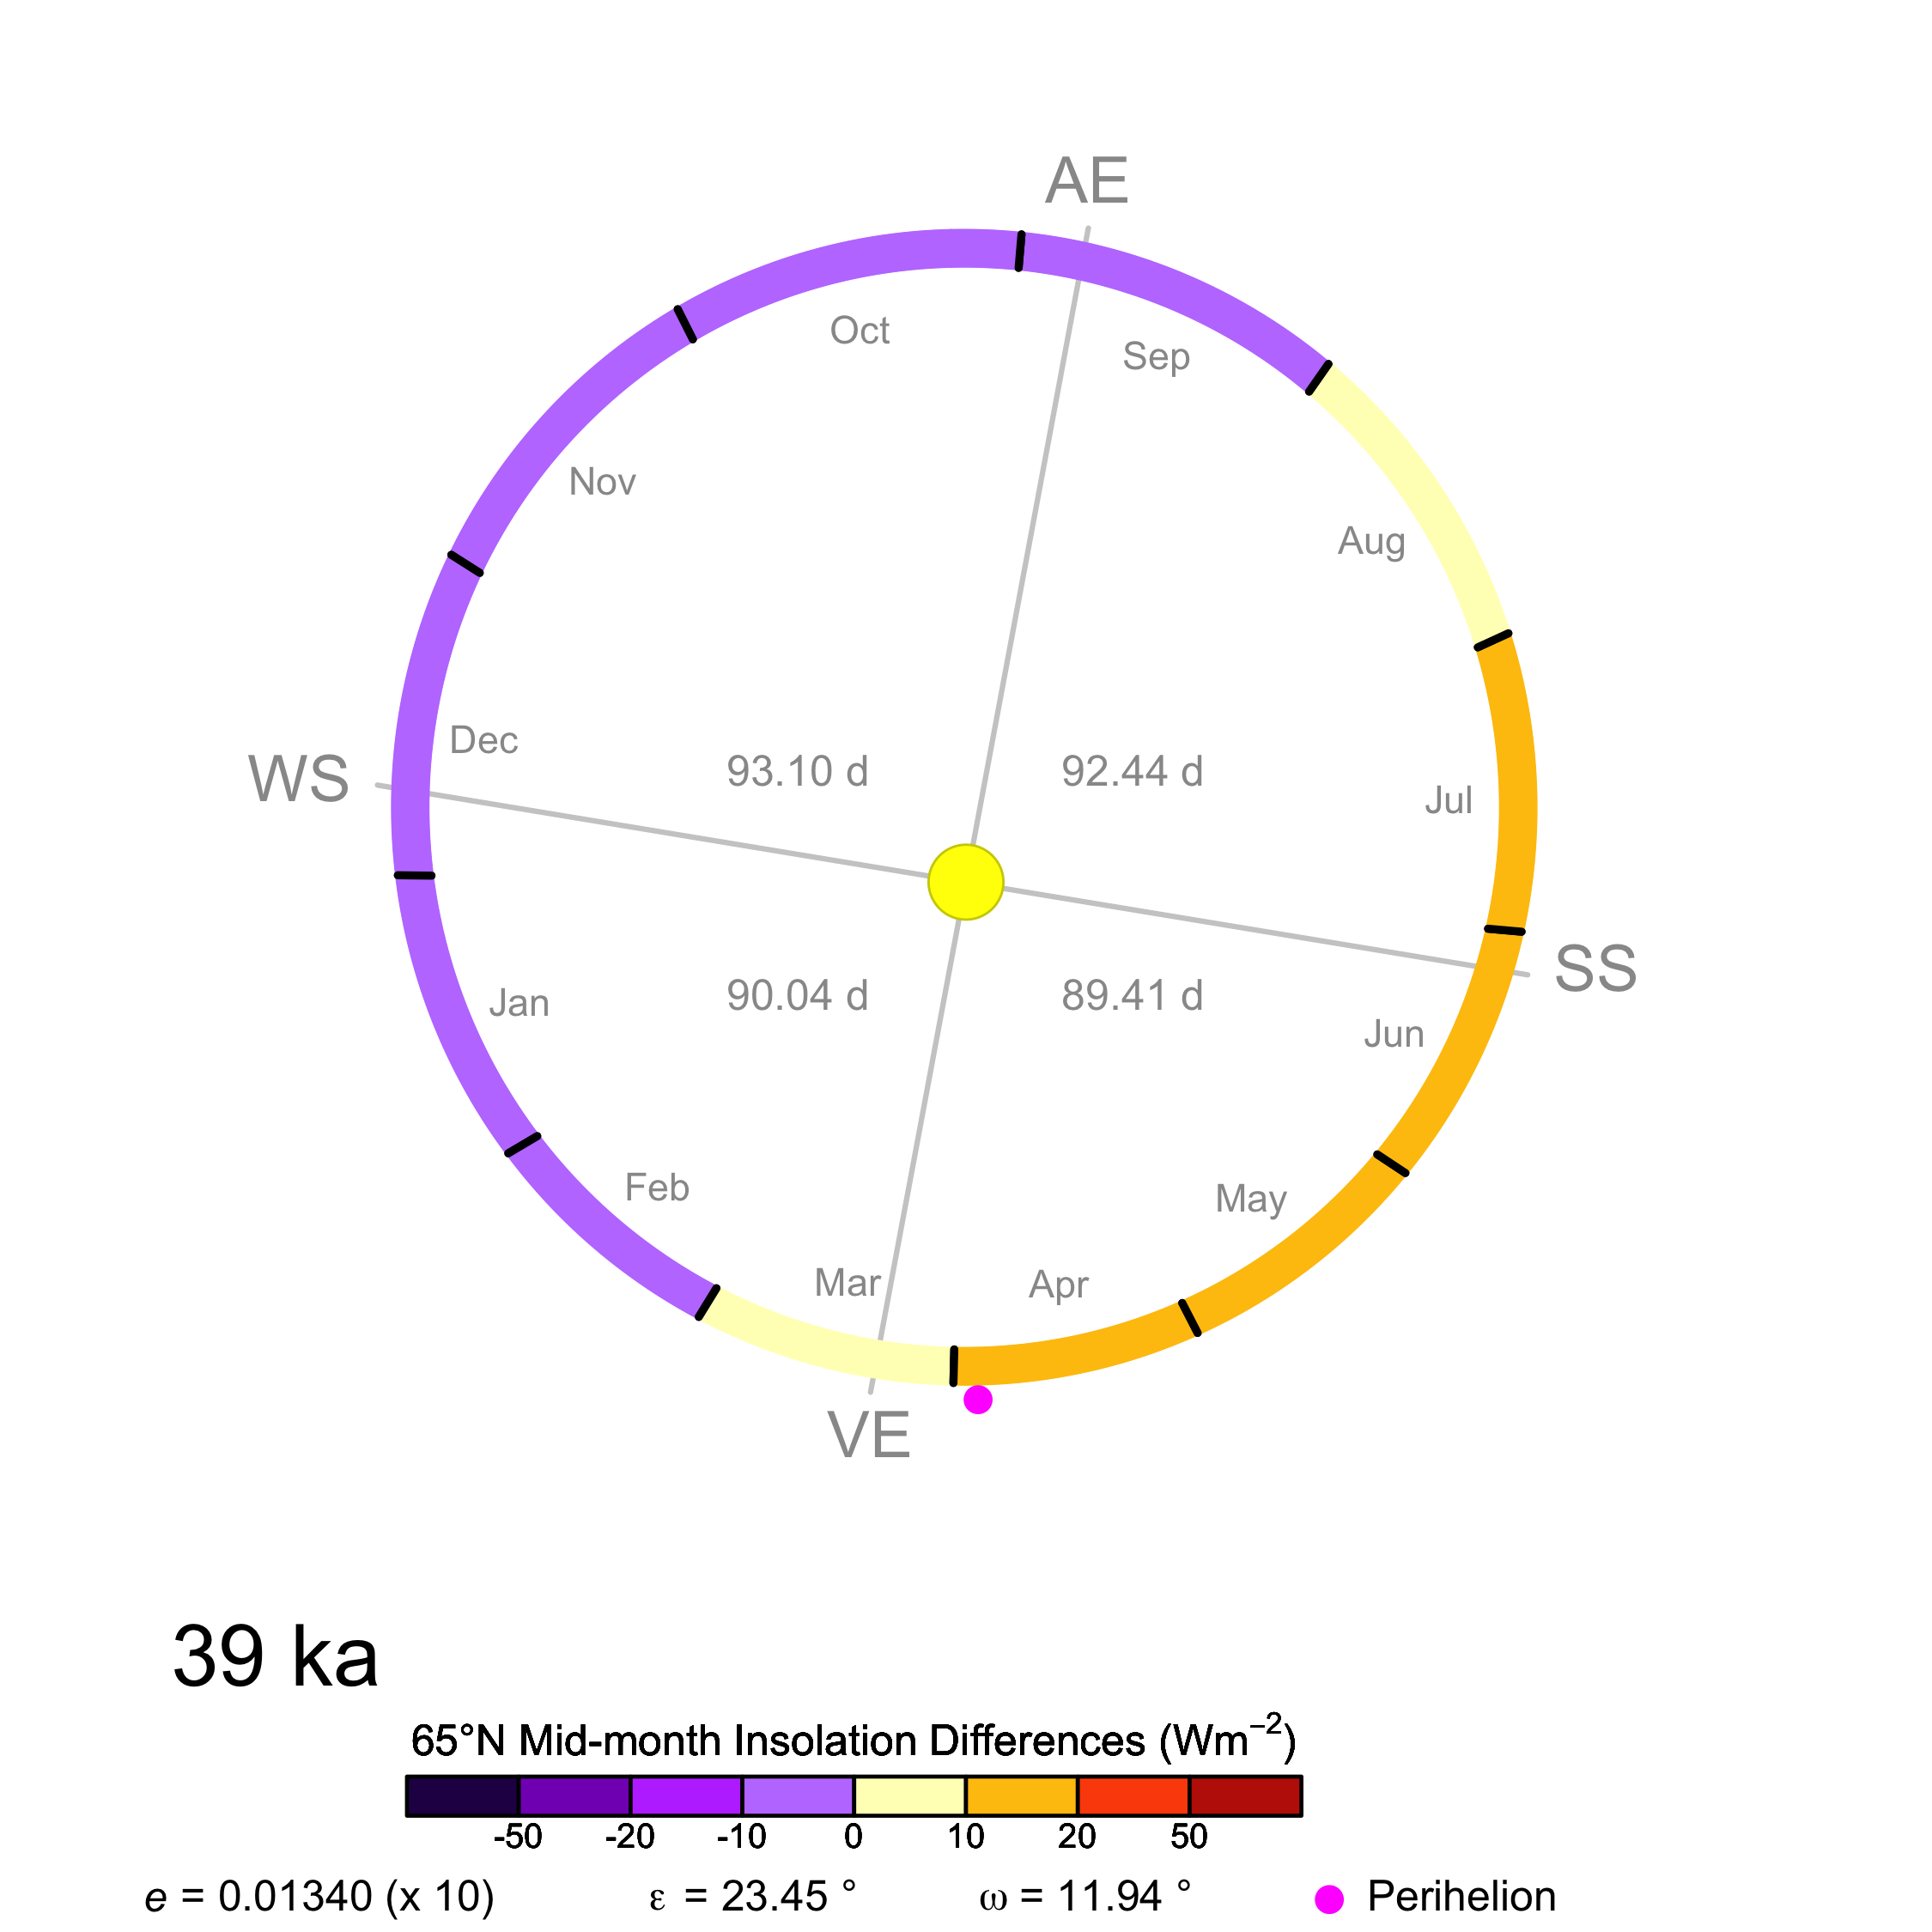 AE
Oct
Sep
Nov
Aug
Dec
WS
93.10 d
92.44 d
Jul
SS
Jan
90.04 d
89.41 d
Jun
Feb
May
Mar
Apr
VE
39 ka
65°N Mid-month Insolation Differences (Wm⁻²)
-50 -20 -10 0 10 20 50
e = 0.01340 (x 10) ε = 23.45 ° ω = 11.94 ° Perihelion